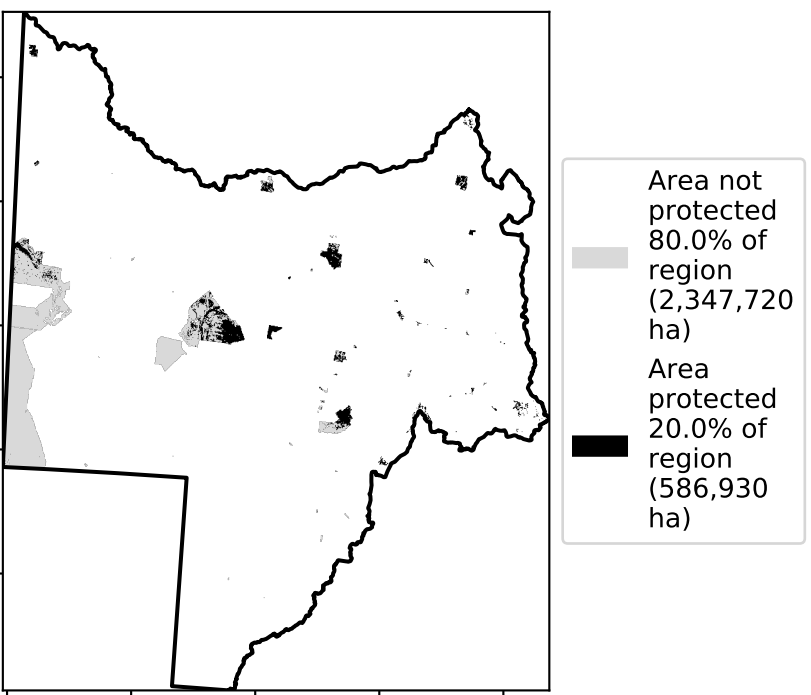 Area not
protected
80.0% of
region
(2,347,720
ha)
Area
protected
20.0% of
region
(586,930
ha)